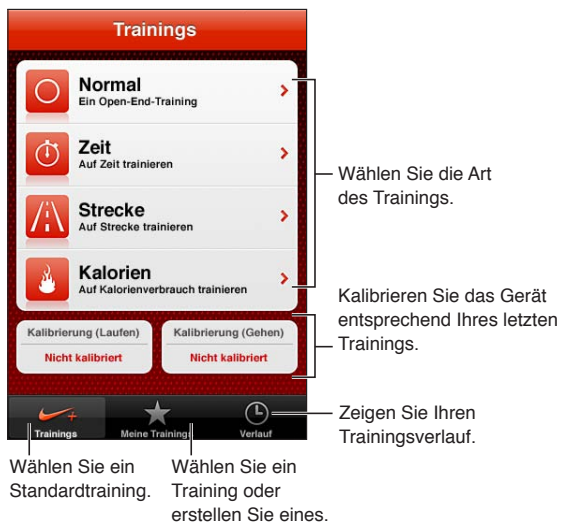 Trainings
Normal
Ein Open-End-Training
Zeit
Auf Zeit trainieren
Strecke
Auf Strecke trainieren
Kalorien
Auf Kalorienverbrauch trainieren
Kalibrierung (Laufen)
Nicht kalibriert
Kalibrierung (Gehen)
Nicht kalibriert
Trainings
Meine Trainings
Verlauf
Wählen Sie die Art
des Trainings.
Kalibrieren Sie das Gerät
entsprechend Ihres letzten
Trainings.
Zeigen Sie Ihren
Trainingsverlauf.
Wählen Sie ein
Standardtraining.
Wählen Sie ein
Training oder
erstellen Sie eines.